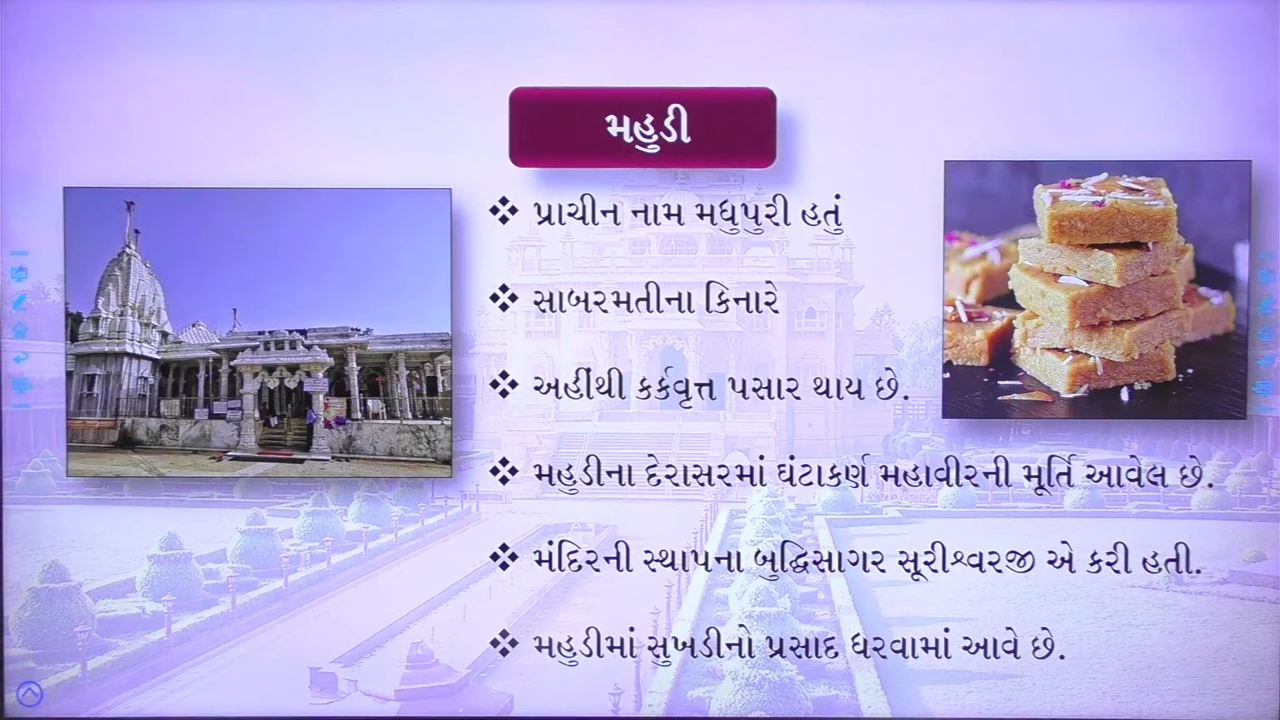 મહુડી
❖ પ્રાચીન નામ મધુપુરી હતું
❖ સાબરમતીના કિનારે
❖ અહીંથી કર્કવૃત્ત પસાર થાય છે.
❖ મહુડીના દેરાસરમાં ઘંટાકર્ણ મહાવીરની મૂર્તિ આવેલ છે.
❖ મંદિરની સ્થાપના બુદ્ધિસાગર સૂરીશ્વરજી એ કરી હતી.
❖ મહુડીમાં સુખડીનો પ્રસાદ ધરવામાં આવે છે.